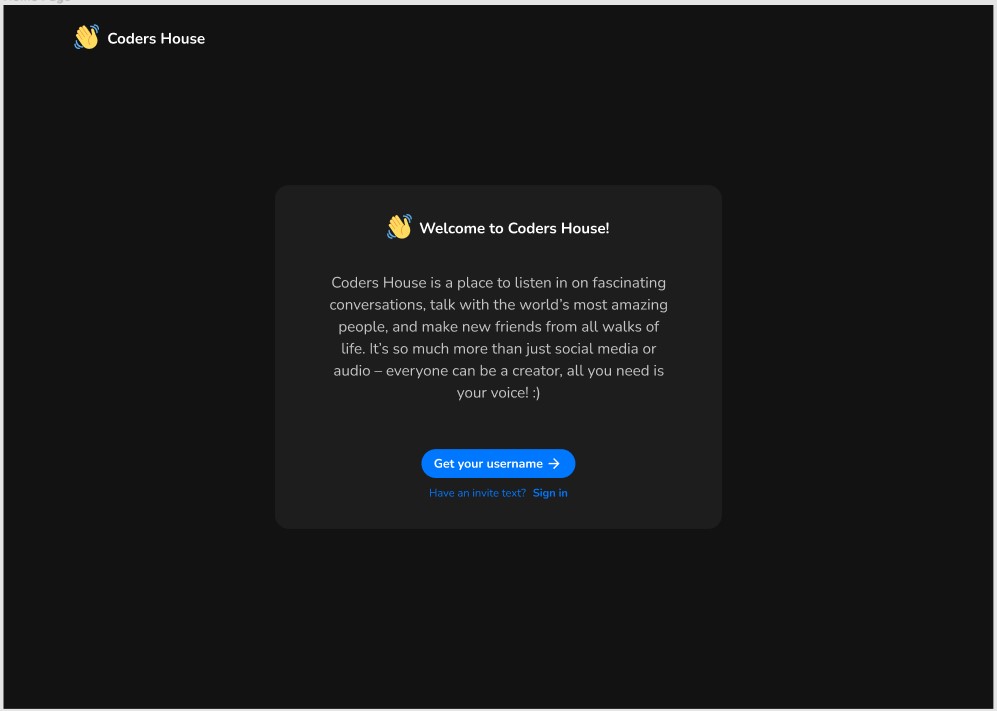 Home Page
Coders House
Welcome to Coders House!
Coders House is a place to listen in on fascinating
conversations, talk with the world’s most amazing
people, and make new friends from all walks of
life. It’s so much more than just social media or
audio – everyone can be a creator, all you need is
your voice! :)
Get your username →
Have an invite text? Sign in